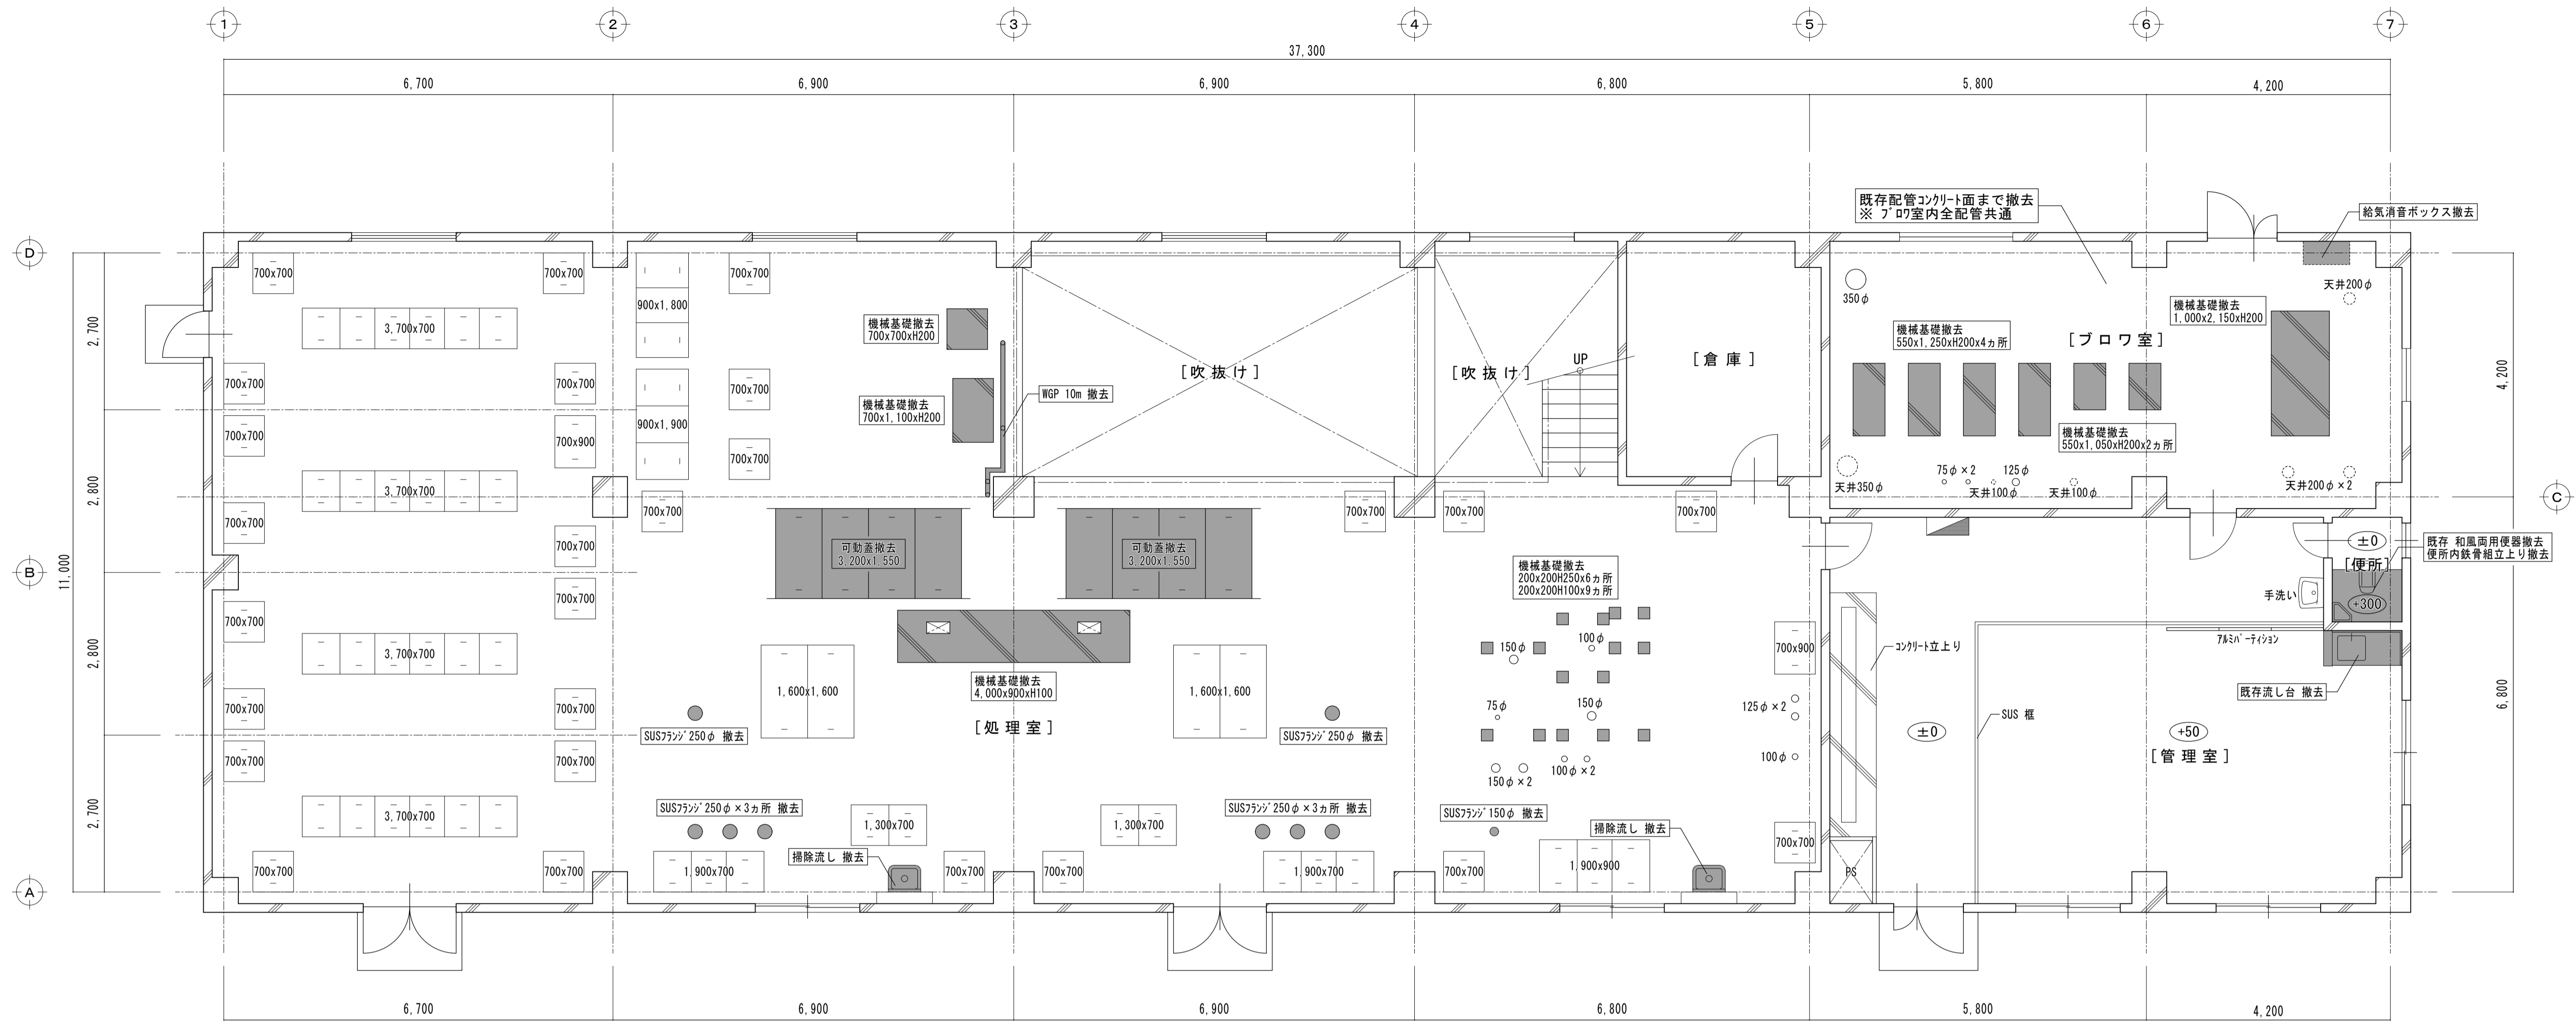 1 2 3 4 5 6 7
37,300
6,700 6,900 6,900 6,800 5,800 4,200
既存配管コンクリート面まで撤去
※ ブロワ室内全配管共通
給気消音ボックス撤去
D
700x700 700x700 900x1,800 700x700
350φ
天井200φ
3,700x700
機械基礎撤去
700x700xH200
機械基礎撤去
550x1,250xH200x4ヵ所
機械基礎撤去
1,000x2,150xH200
[ブロワ室]
2,700
[吹抜け]
[吹抜け]
UP
[倉庫]
4,200
700x700 700x700 700x700
機械基礎撤去
700x1,100xH200
WGP 10m 撤去
700x700 700x900 900x1,900
機械基礎撤去
550x1,050xH200x2ヵ所
700x700
75φ×2 125φ
天井350φ 天井100φ 天井100φ 天井200φ×2
2,800
3,700x700
C
700x700 700x700 700x700 700x700 700x700
700x700
可動蓋撤去
3,200x1,550
可動蓋撤去
3,200x1,550
±0
既存 和風両用便器撤去
便所内鉄骨組立上り撤去
[便所]
11,000
B
機械基礎撤去
200x200H250x6ヵ所
200x200H100x9ヵ所
700x700
手洗い
+300
700x700
2,800
3,700x700
100φ
150φ
700x900
コンクリート立上り
アルミパーティション
機械基礎撤去
4,000x900xH100
1,600x1,600 1,600x1,600
既存流し台 撤去
6,800
700x700 700x700
75φ 150φ
125φ×2
SUS 框
[処理室]
SUSフランジ250φ 撤去
SUSフランジ250φ 撤去
±0
+50
[管理室]
700x700 700x700
100φ
150φ×2 100φ×2
2,700
3,700x700
SUSフランジ250φ×3ヵ所 撤去
SUSフランジ250φ×3ヵ所 撤去
SUSフランジ150φ 撤去
1,300x700 1,300x700
掃除流し 撤去
700x700
掃除流し 撤去
700x700 700x700 1,900x700 700x700 700x700 1,900x700 700x700 1,900x900
PS
A
6,700 6,900 6,900 6,800 5,800 4,200